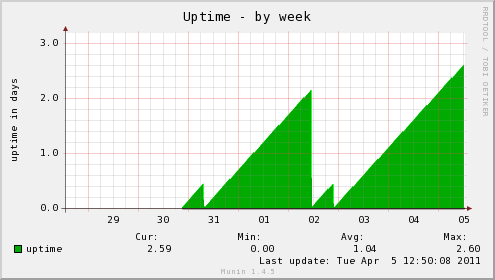 Uptime - by week
RRDTOOL / TOBI OETIKER
uptime in days
3.0
2.0
1.0
0.0
29 30 31 01 02 03 04 05
Cur: Min: Avg: Max:
uptime 2.59 0.00 1.04 2.60
Last update: Tue Apr  5 12:50:08 2011
Munin 1.4.5